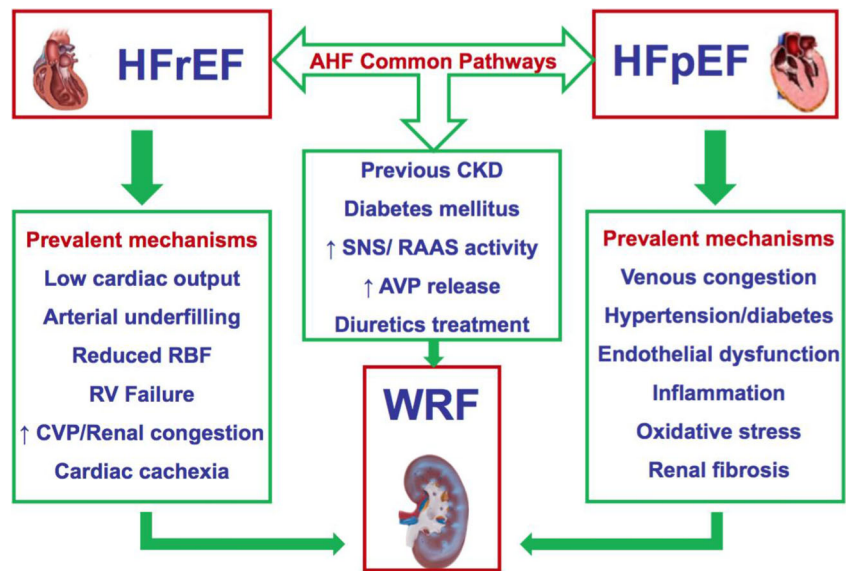 HFrEF
AHF Common Pathways
HFpEF
Prevalent mechanisms
Low cardiac output
Arterial underfilling
Reduced RBF
RV Failure
↑ CVP/Renal congestion
Cardiac cachexia
Previous CKD
Diabetes mellitus
↑ SNS/ RAAS activity
↑ AVP release
Diuretics treatment
Prevalent mechanisms
Venous congestion
Hypertension/diabetes
Endothelial dysfunction
Inflammation
Oxidative stress
Renal fibrosis
WRF